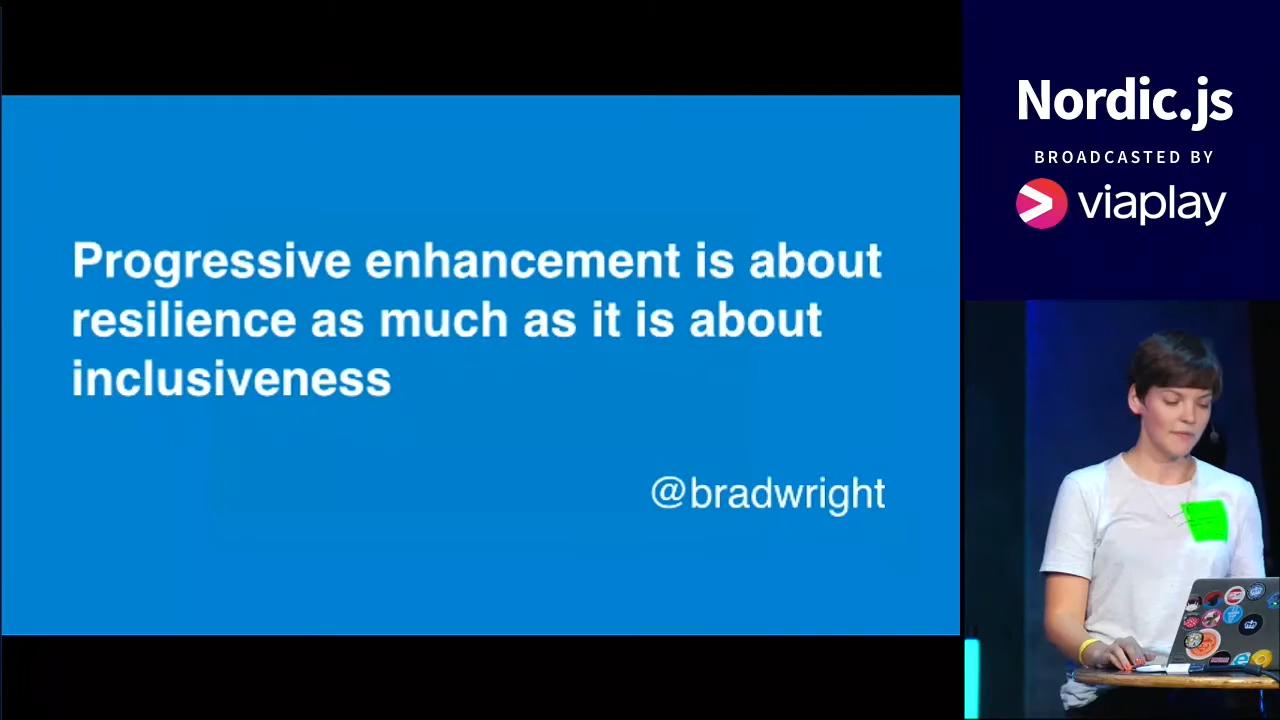 Progressive enhancement is about
resilience as much as it is about
inclusiveness
@bradwright
Nordic.js
BROADCASTED BY
viaplay